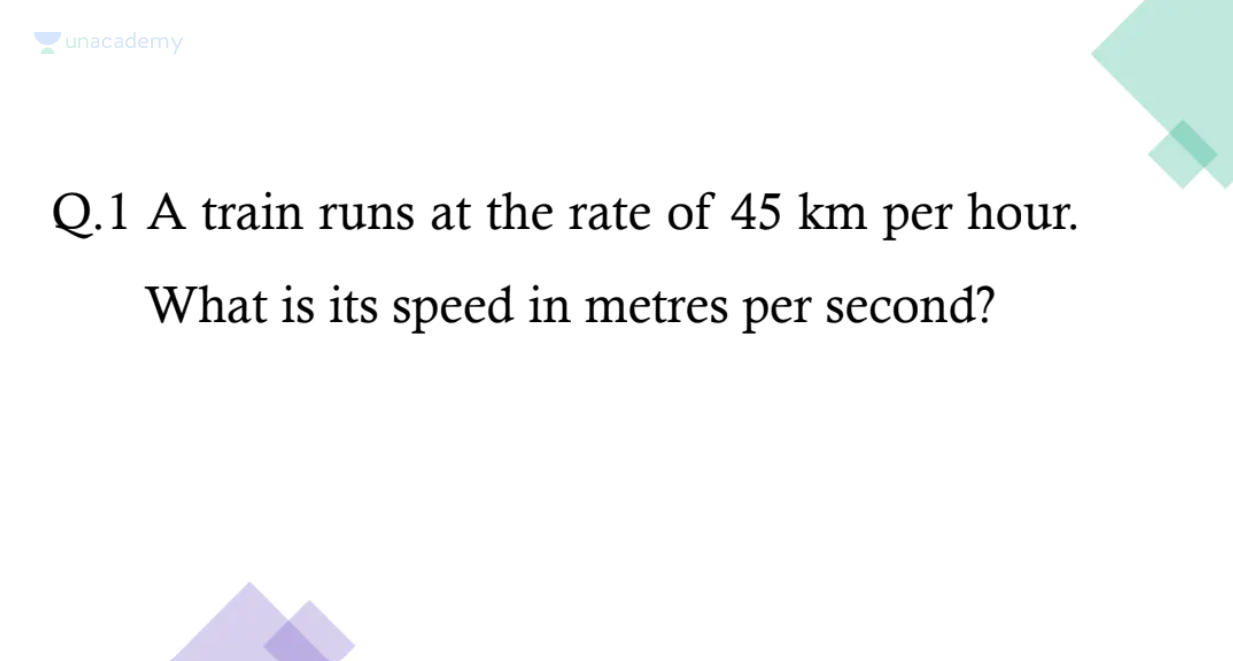 unacademy
Q.1 A train runs at the rate of 45 km per hour.
What is its speed in metres per second?